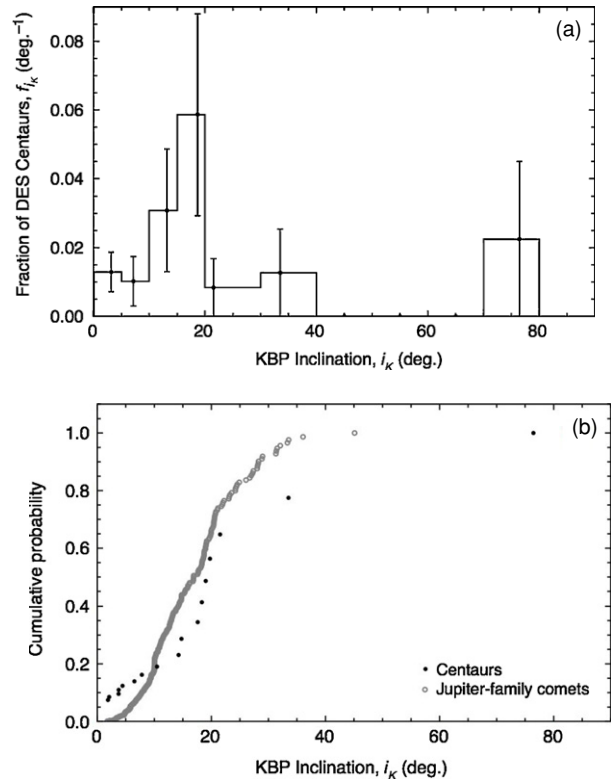 (a)
Fraction of DES Centaurs, f_{i_K} (deg.⁻¹)
0.08
0.06
0.04
0.02
0.00
0 20 40 60 80
KBP Inclination, i_K (deg.)
(b)
Cumulative probability
1.0
0.8
0.6
0.4
0.2
0.0
Centaurs
Jupiter-family comets
0 20 40 60 80
KBP Inclination, i_K (deg.)